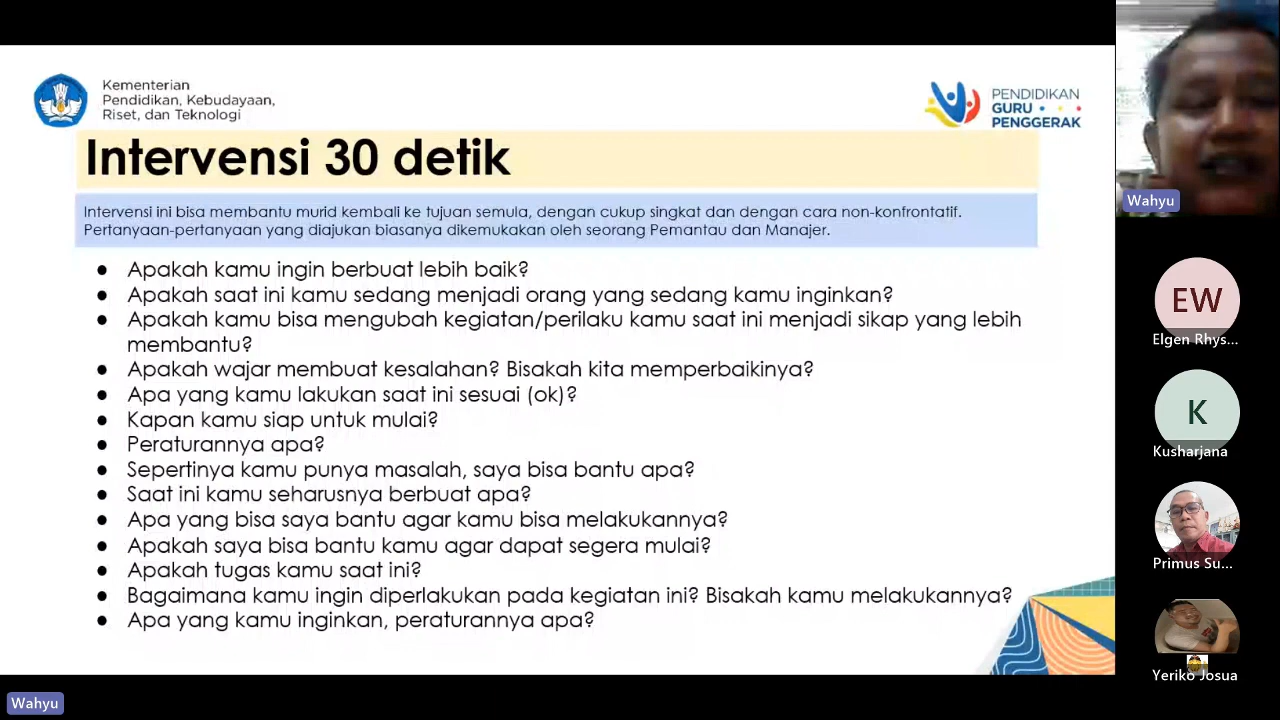 Kementerian
Pendidikan, Kebudayaan,
Riset, dan Teknologi
PENDIDIKAN
GURU
PENGGERAK
Intervensi 30 detik
Intervensi ini bisa membantu murid kembali ke tujuan semula, dengan cukup singkat dan dengan cara non-konfrontatif.
Pertanyaan-pertanyaan yang diajukan biasanya dikemukakan oleh seorang Pemantau dan Manajer.
● Apakah kamu ingin berbuat lebih baik?
● Apakah saat ini kamu sedang menjadi orang yang sedang kamu inginkan?
● Apakah kamu bisa mengubah kegiatan/perilaku kamu saat ini menjadi sikap yang lebih
membantu?
● Apakah wajar membuat kesalahan? Bisakah kita memperbaikinya?
● Apa yang kamu lakukan saat ini sesuai (ok)?
● Kapan kamu siap untuk mulai?
● Peraturannya apa?
● Sepertinya kamu punya masalah, saya bisa bantu apa?
● Saat ini kamu seharusnya berbuat apa?
● Apa yang bisa saya bantu agar kamu bisa melakukannya?
● Apakah saya bisa bantu kamu agar dapat segera mulai?
● Apakah tugas kamu saat ini?
● Bagaimana kamu ingin diperlakukan pada kegiatan ini? Bisakah kamu melakukannya?
● Apa yang kamu inginkan, peraturannya apa?
Wahyu
EW
Elgen Rhys...
K
Kusharjana
Primus Su...
Yeriko Josua
Wahyu